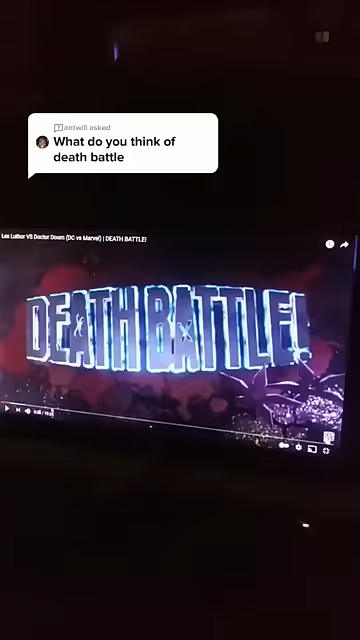 antwill asked
What do you think of
death battle
Lex Luthor VS Doctor Doom (DC vs Marvel) | DEATH BATTLE!
DEATH BATTLE!